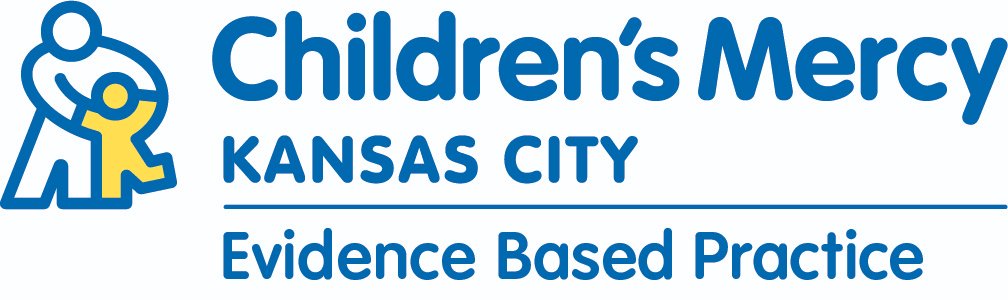 Children's Mercy
KANSAS CITY
Evidence Based Practice